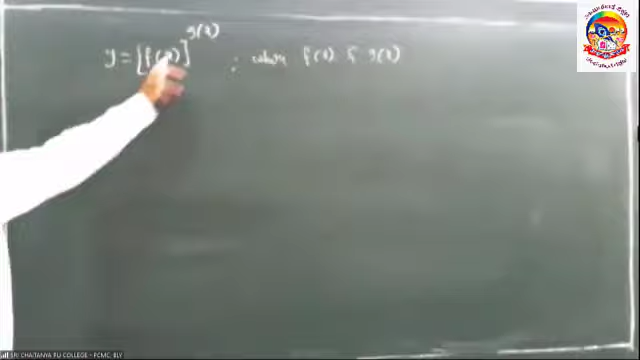 y = [f(x)]^g(x) ; where f(x) & g(x)
SRI CHAITANYA PU COLLEGE - PCMC, BLY